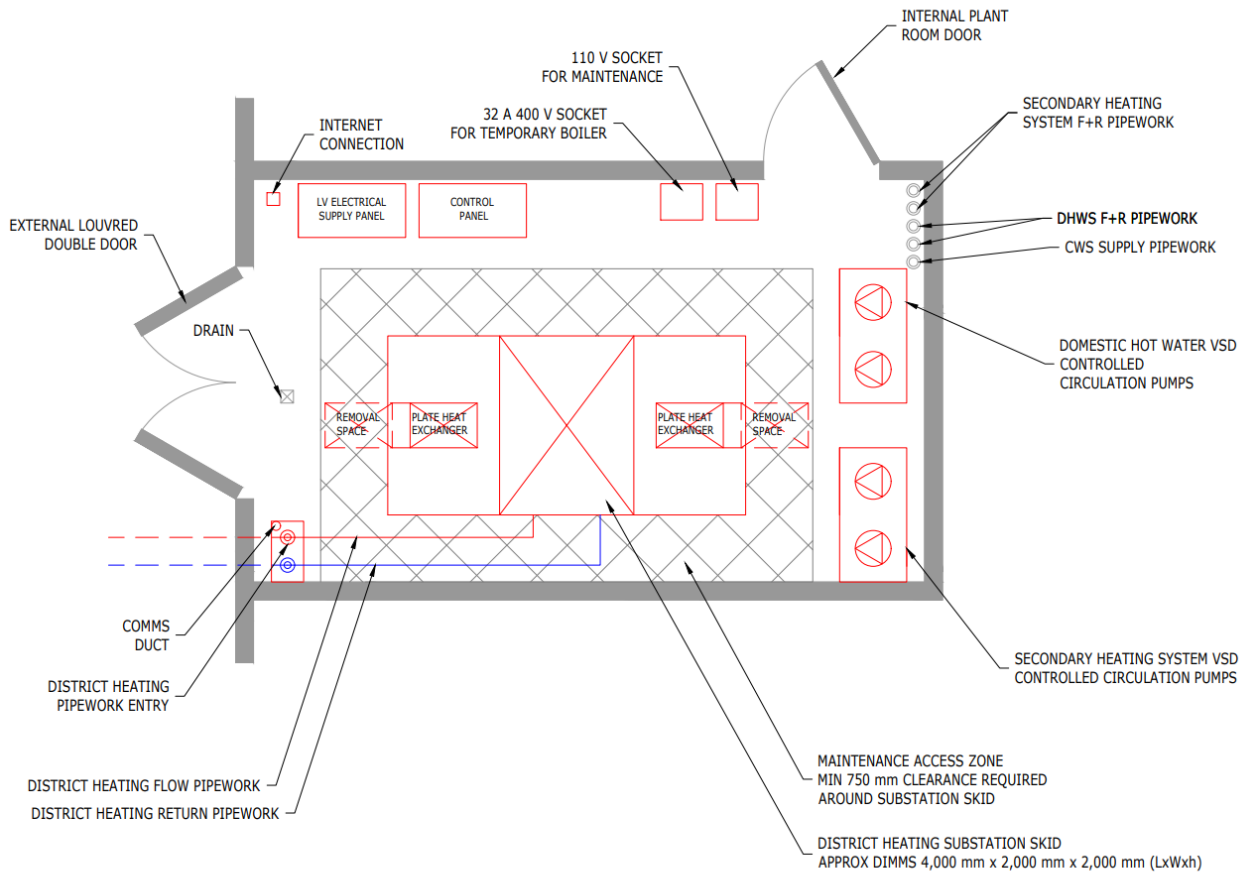 INTERNAL PLANT
ROOM DOOR
110 V SOCKET
FOR MAINTENANCE
SECONDARY HEATING
SYSTEM F+R PIPEWORK
32 A 400 V SOCKET
FOR TEMPORARY BOILER
INTERNET
CONNECTION
LV ELECTRICAL
SUPPLY PANEL
CONTROL
PANEL
EXTERNAL LOUVRED
DOUBLE DOOR
DHWS F+R PIPEWORK
CWS SUPPLY PIPEWORK
DRAIN
DOMESTIC HOT WATER VSD
CONTROLLED
CIRCULATION PUMPS
REMOVAL
SPACE
PLATE HEAT
EXCHANGER
PLATE HEAT
EXCHANGER
REMOVAL
SPACE
COMMS
DUCT
SECONDARY HEATING SYSTEM VSD
CONTROLLED CIRCULATION PUMPS
DISTRICT HEATING
PIPEWORK ENTRY
DISTRICT HEATING FLOW PIPEWORK
DISTRICT HEATING RETURN PIPEWORK
MAINTENANCE ACCESS ZONE
MIN 750 mm CLEARANCE REQUIRED
AROUND SUBSTATION SKID
DISTRICT HEATING SUBSTATION SKID
APPROX DIMMS 4,000 mm x 2,000 mm x 2,000 mm (LxWxh)